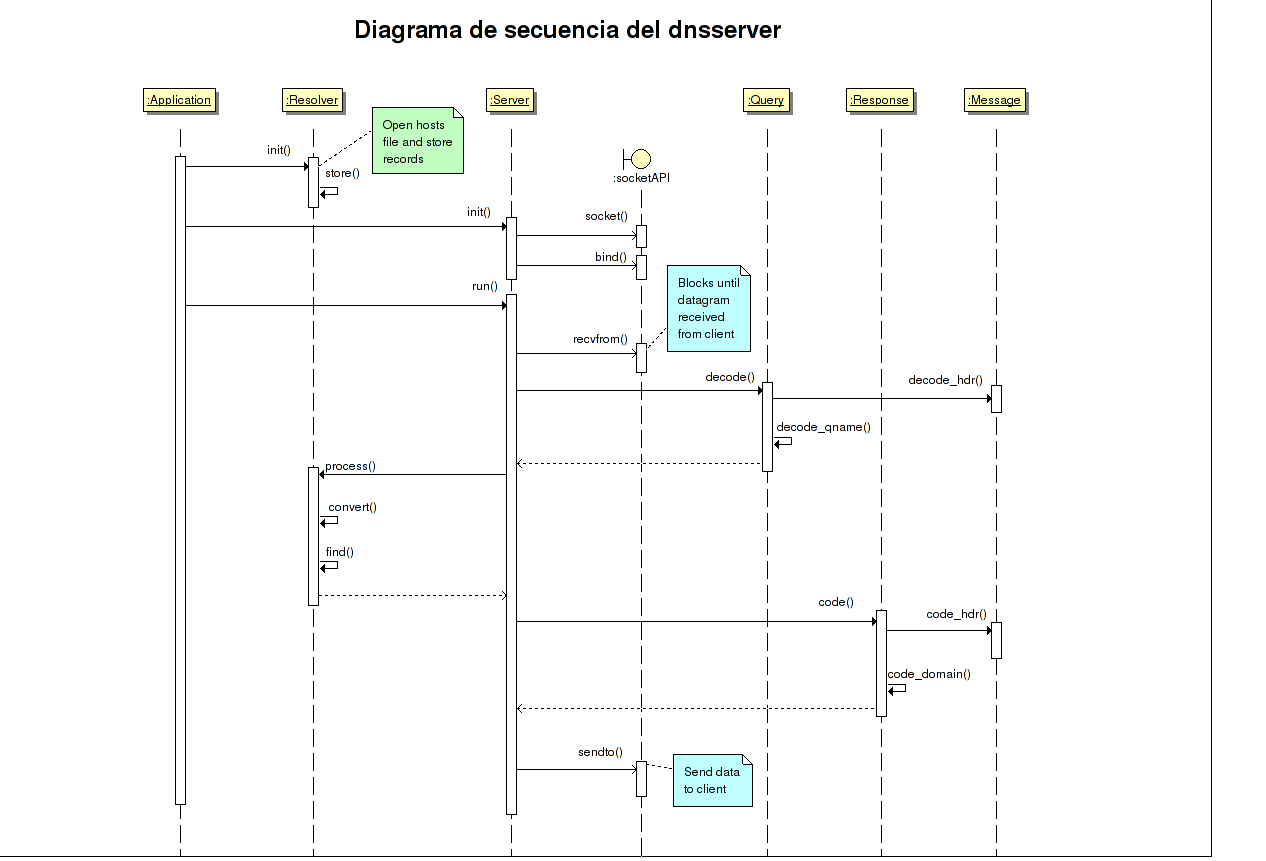 Diagrama de secuencia del dnsserver
:Application
:Resolver
:Server
:Query
:Response
:Message
Open hosts
file and store
records
init()
store()
:socketAPI
init()
socket()
bind()
Blocks until
datagram
received
from client
run()
recvfrom()
decode()
decode_hdr()
decode_qname()
process()
convert()
find()
code()
code_hdr()
code_domain()
sendto()
Send data
to client